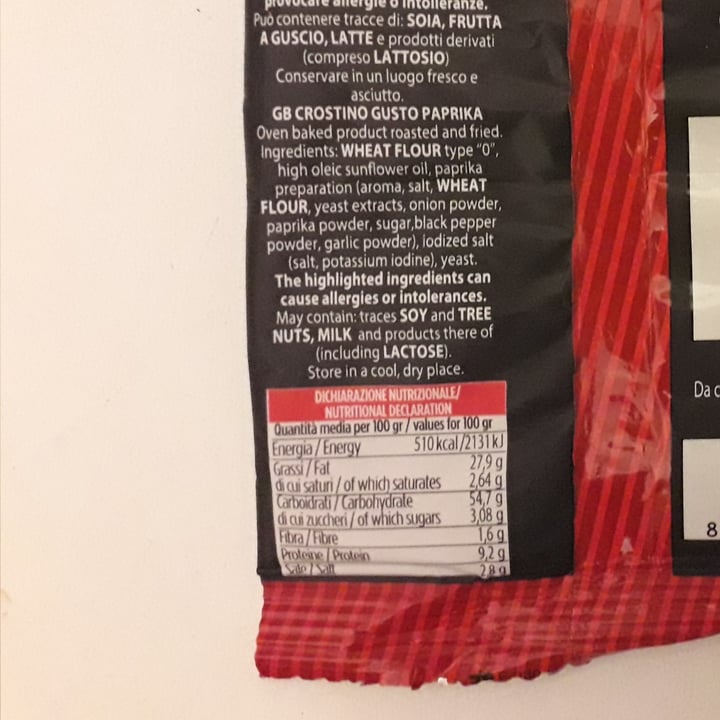 provocare allergie o intolleranze.
Può contenere tracce di: SOIA, FRUTTA
A GUSCIO, LATTE e prodotti derivati
(compreso LATTOSIO)
Conservare in un luogo fresco e
asciutto.
GB CROSTINO GUSTO PAPRIKA
Oven baked product roasted and fried.
Ingredients: WHEAT FLOUR type "0",
high oleic sunflower oil, paprika
preparation (aroma, salt, WHEAT
FLOUR, yeast extracts, onion powder,
paprika powder, sugar,black pepper
powder, garlic powder), iodized salt
(salt, potassium iodine), yeast.
The highlighted ingredients can
cause allergies or intolerances.
May contain: traces SOY and TREE
NUTS, MILK and products there of
(including LACTOSE).
Store in a cool, dry place.
DICHIARAZIONE NUTRIZIONALE/
NUTRITIONAL DECLARATION
Quantità media per 100 gr / values for 100 gr
Energia / Energy 510 kcal /2131 kJ
Grassi / Fat 27,9 g
di cui saturi / of which saturates 2,64 g
Carboidrati / Carbohydrate 54,7 g
di cui zuccheri / of which sugars 3,08 g
Fibra / Fibre 1,6 g
Proteine / Protein 9,2 g
Sale / Salt 2,8 g
Da c
8